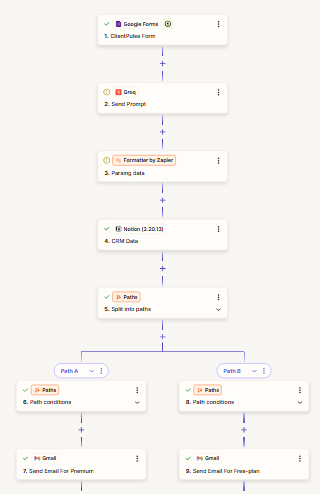 Google Forms
1. ClientPulse Form
Groq
2. Send Prompt
Formatter by Zapier
3. Parsing data
Notion (2.20.13)
4. CRM Data
Paths
5. Split into paths
Path A
Path B
Paths
6. Path conditions
Paths
8. Path conditions
Gmail
7. Send Email For Premium
Gmail
9. Send Email For Free-plan